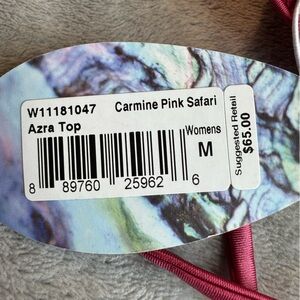 W11181047 Carmine Pink Safari
Azra Top
Womens
M
8 89760 25962 6
Suggested Retail
$65.00